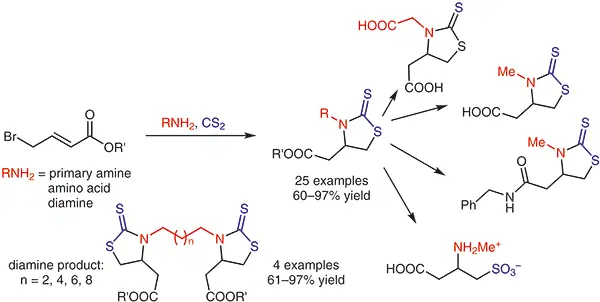 HOOC
N
S
S
COOH
Br
O
OR'
RNH2, CS2
R
N
S
S
R'OOC
Me
N
S
S
HOOC
RNH2 = primary amine
amino acid
diamine
25 examples
60–97% yield
Me
N
S
S
O
Ph
N
H
S
S
N
n
N
S
S
R'OOC
COOR'
diamine product:
n = 2, 4, 6, 8
4 examples
61–97% yield
NH2Me+
HOOC
SO3−